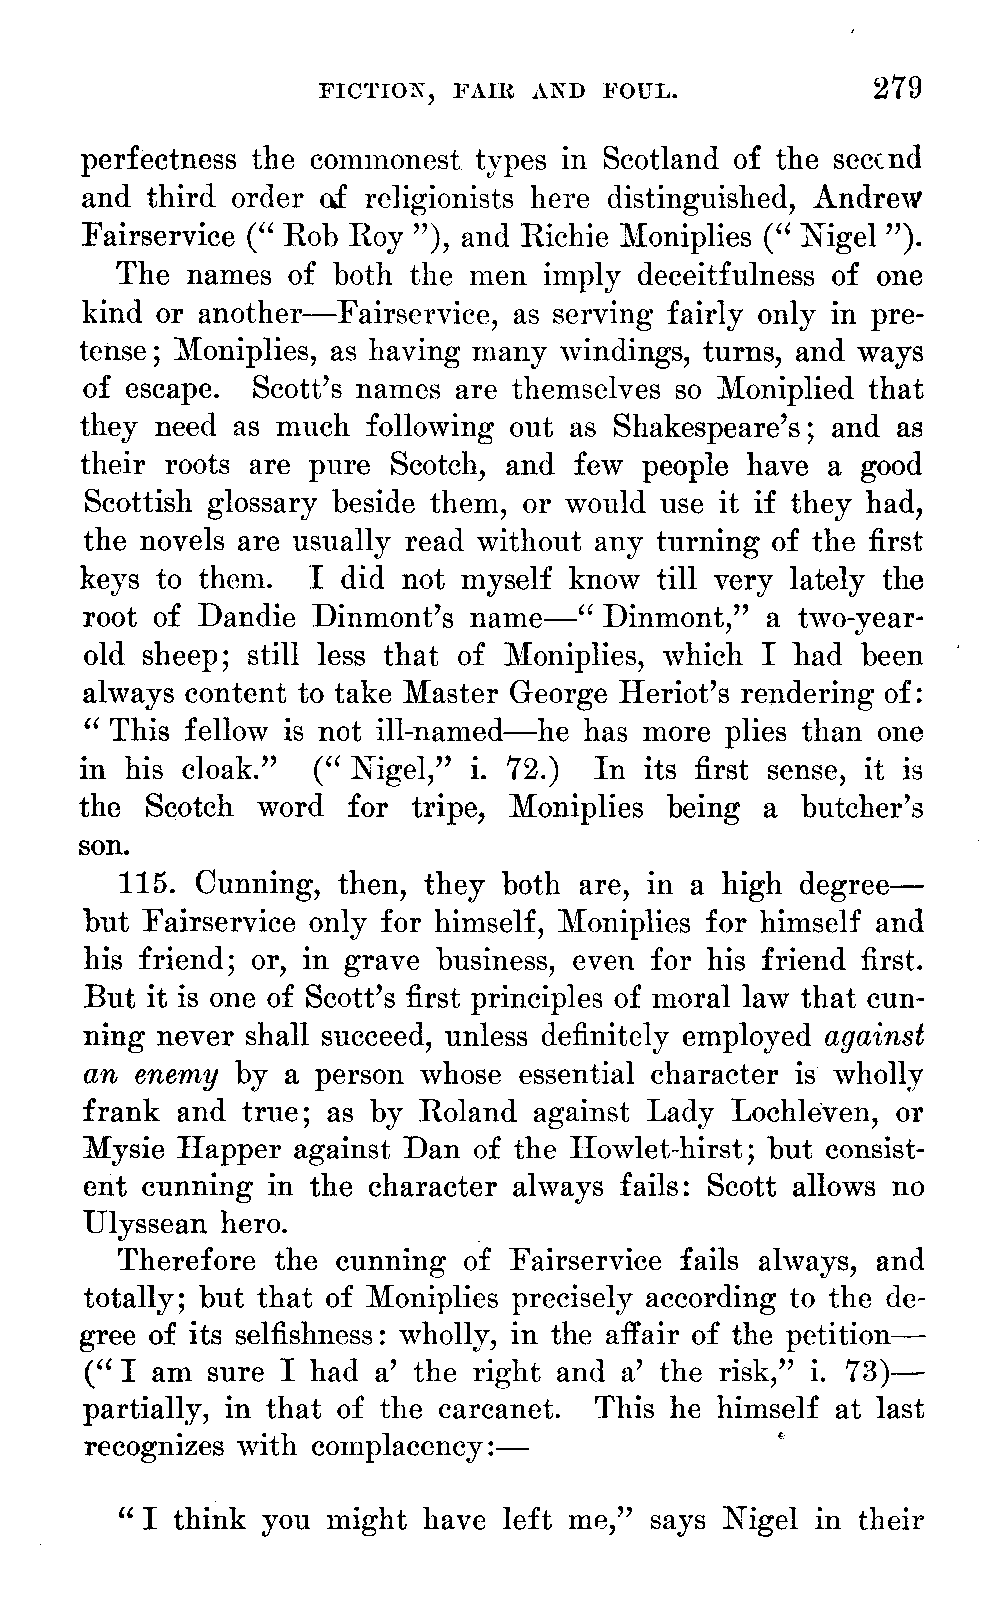 FICTION, FAIR AND FOUL. 279
perfectness the commonest types in Scotland of the second
and third order of religionists here distinguished, Andrew
Fairservice (“ Rob Roy ”), and Richie Moniplies (“ Nigel ”).
The names of both the men imply deceitfulness of one
kind or another—Fairservice, as serving fairly only in pre-
tense; Moniplies, as having many windings, turns, and ways
of escape. Scott’s names are themselves so Moniplied that
they need as much following out as Shakespeare’s; and as
their roots are pure Scotch, and few people have a good
Scottish glossary beside them, or would use it if they had,
the novels are usually read without any turning of the first
keys to them. I did not myself know till very lately the
root of Dandie Dinmont’s name—“ Dinmont,” a two-year-
old sheep; still less that of Moniplies, which I had been
always content to take Master George Heriot’s rendering of:
“ This fellow is not ill-named—he has more plies than one
in his cloak.” (“ Nigel,” i. 72.) In its first sense, it is
the Scotch word for tripe, Moniplies being a butcher’s
son.
115. Cunning, then, they both are, in a high degree—
but Fairservice only for himself, Moniplies for himself and
his friend; or, in grave business, even for his friend first.
But it is one of Scott’s first principles of moral law that cun-
ning never shall succeed, unless definitely employed against
an enemy by a person whose essential character is wholly
frank and true; as by Roland against Lady Lochleven, or
Mysie Happer against Dan of the Howlet-hirst; but consist-
ent cunning in the character always fails: Scott allows no
Ulyssean hero.
Therefore the cunning of Fairservice fails always, and
totally; but that of Moniplies precisely according to the de-
gree of its selfishness: wholly, in the affair of the petition—
(“ I am sure I had a’ the right and a’ the risk,” i. 73)—
partially, in that of the carcanet. This he himself at last
recognizes with complacency:—
“ I think you might have left me,” says Nigel in their